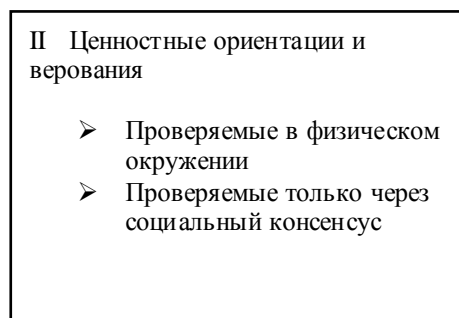 II Ценностные ориентации и
верования
➢ Проверяемые в физическом
окружении
➢ Проверяемые только через
социальный консенсус